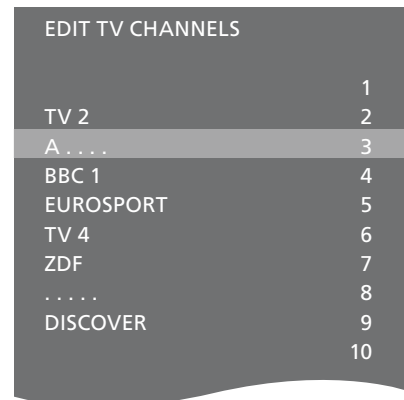 EDIT TV CHANNELS
1
TV 2 2
A . . . . 3
BBC 1 4
EUROSPORT 5
TV 4 6
ZDF 7
. . . . . 8
DISCOVER 9
10